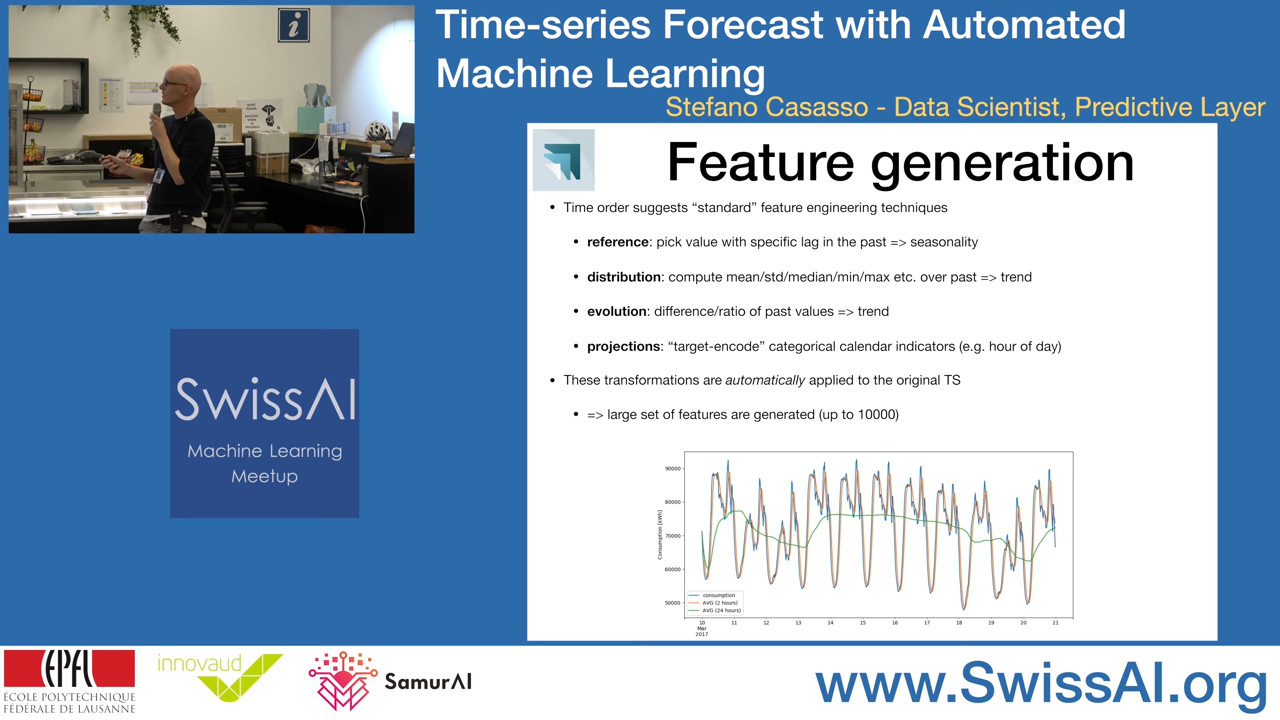 Time-series Forecast with Automated
Machine Learning
Stefano Casasso - Data Scientist, Predictive Layer
Feature generation
• Time order suggests “standard” feature engineering techniques
• reference: pick value with specific lag in the past => seasonality
• distribution: compute mean/std/median/min/max etc. over past => trend
• evolution: difference/ratio of past values => trend
• projections: “target-encode” categorical calendar indicators (e.g. hour of day)
• These transformations are automatically applied to the original TS
• => large set of features are generated (up to 10000)
Consumption [kWh]
90000
80000
70000
60000
50000
consumption
AVG (2 hours)
AVG (24 hours)
10 11 12 13 14 15 16 17 18 19 20 21
Mar
2017
i
SwissAI
Machine Learning
Meetup
EPFL
ÉCOLE POLYTECHNIQUE
FÉDÉRALE DE LAUSANNE
innovaud
SamurAI
www.SwissAI.org